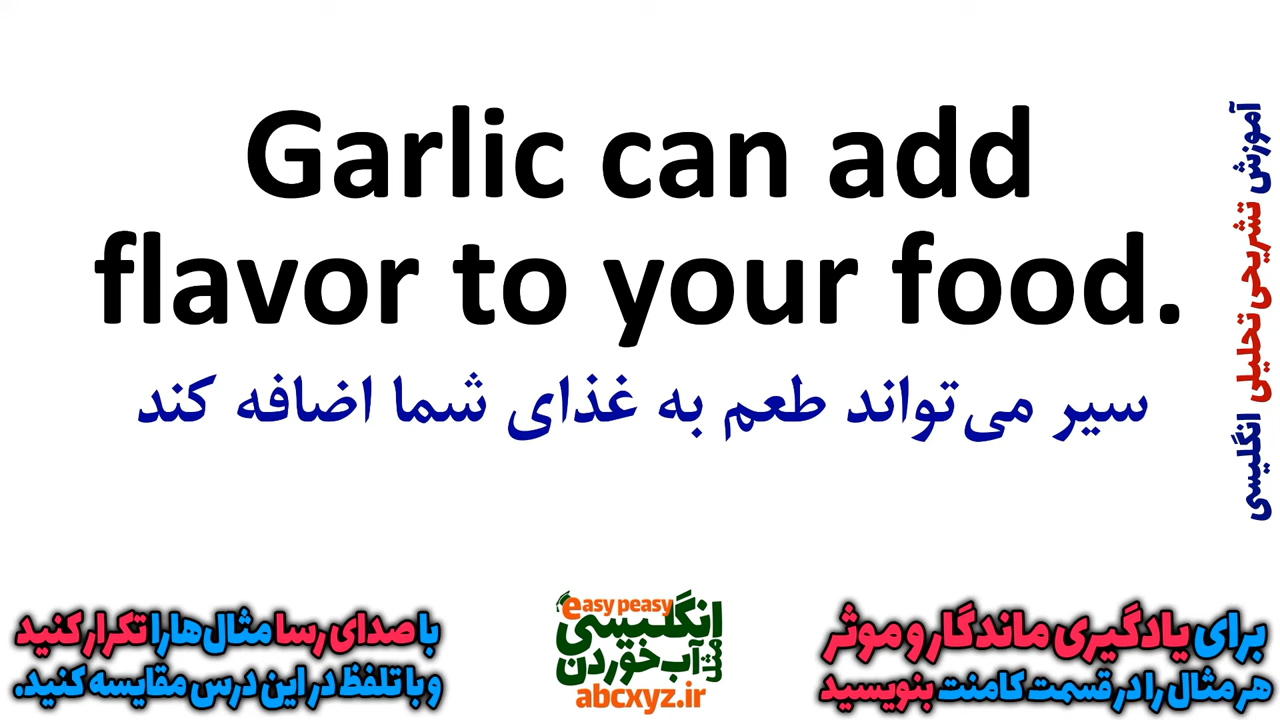 Garlic can add
flavor to your food.
سیر می‌تواند طعم به غذای شما اضافه کند
آموزش تشریحی تحلیلی انگلیسی
برای یادگیری ماندگار و موثر
هر مثال را در قسمت کامنت بنویسید
easy peasy
انگلیسی
مثل آب خوردن
abcxyz.ir
با صدای رسا مثال‌ها را تکرار کنید
و با تلفظ در این درس مقایسه کنید.